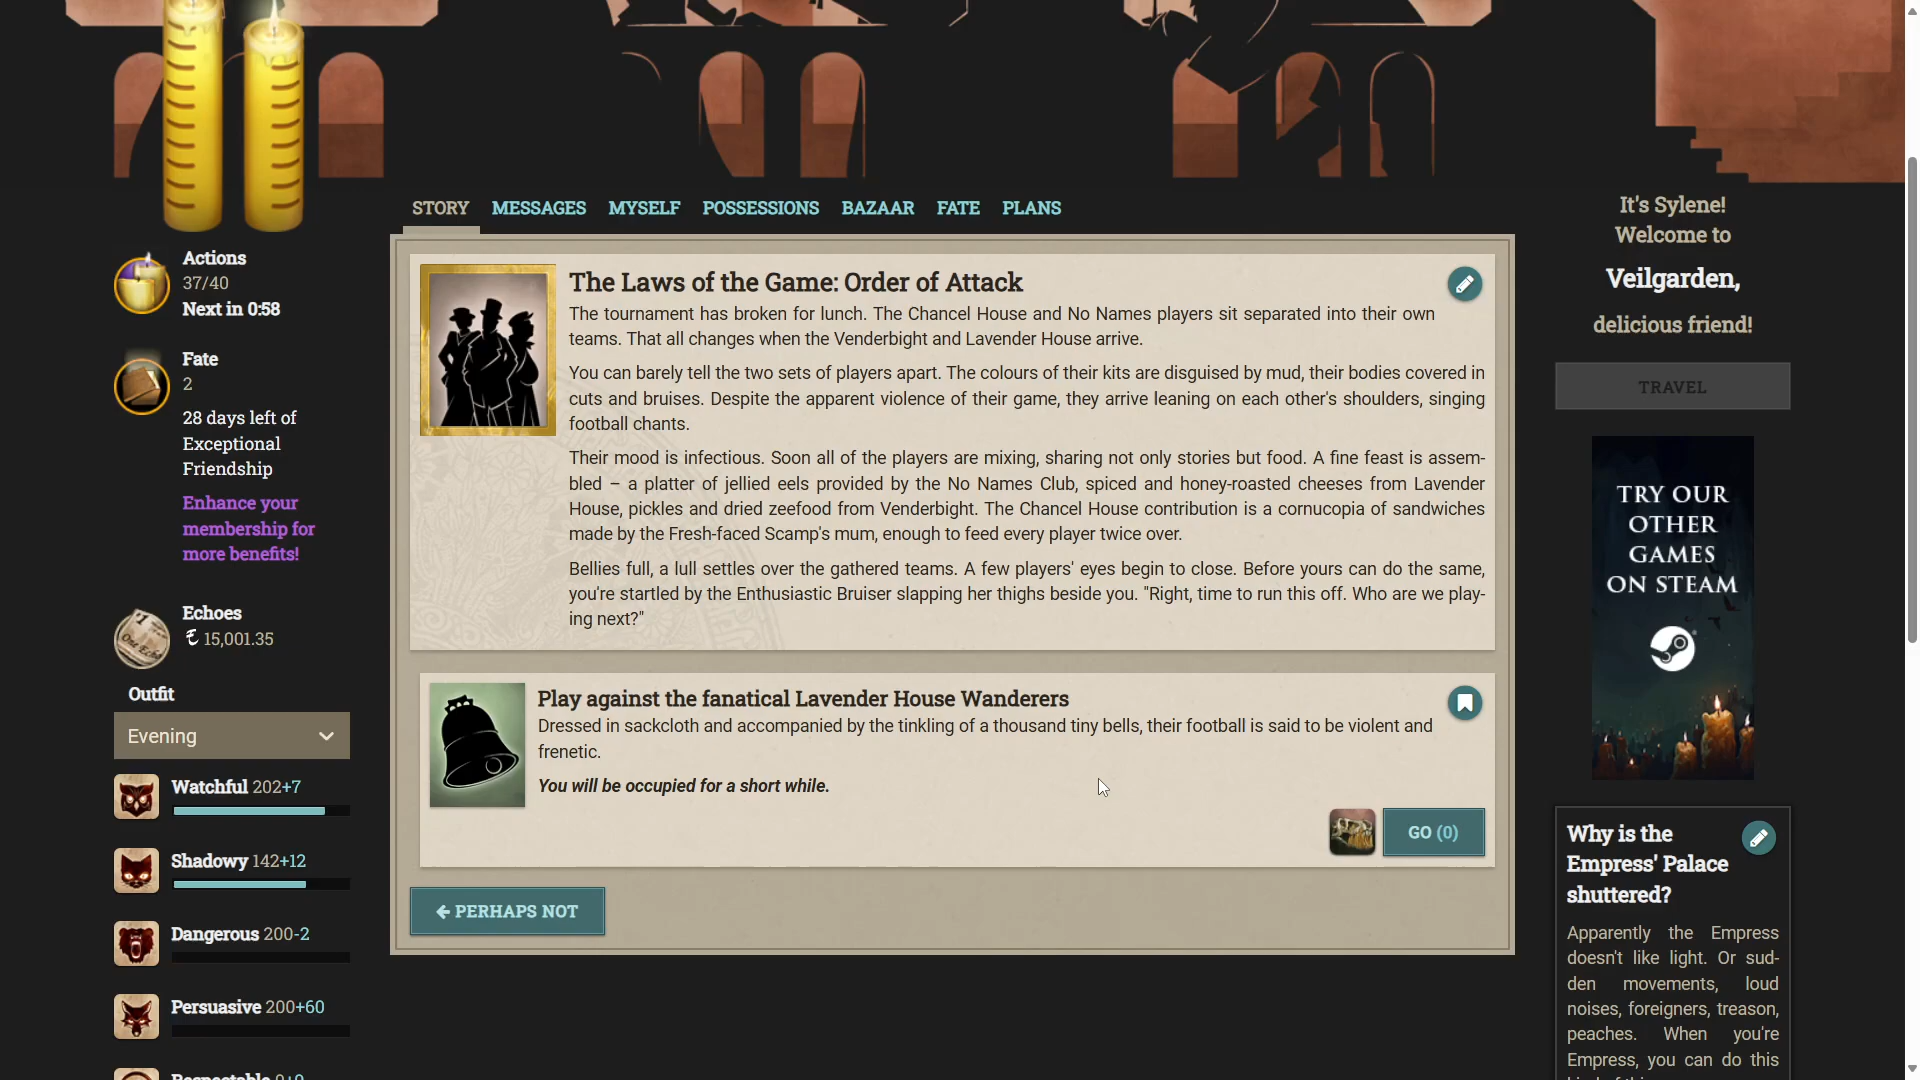 STORY MESSAGES MYSELF POSSESSIONS BAZAAR FATE PLANS
Actions
37/40
Next in 0:58
Fate
2
28 days left of
Exceptional
Friendship
Enhance your
membership for
more benefits!
Echoes
15,001.35
Outfit
Evening
Watchful 202+7
Shadowy 142+12
Dangerous 200-2
Persuasive 200+60
The Laws of the Game: Order of Attack
The tournament has broken for lunch. The Chancel House and No Names players sit separated into their own
teams. That all changes when the Venderbight and Lavender House arrive.
You can barely tell the two sets of players apart. The colours of their kits are disguised by mud, their bodies covered in
cuts and bruises. Despite the apparent violence of their game, they arrive leaning on each other's shoulders, singing
football chants.
Their mood is infectious. Soon all of the players are mixing, sharing not only stories but food. A fine feast is assem-
bled – a platter of jellied eels provided by the No Names Club, spiced and honey-roasted cheeses from Lavender
House, pickles and dried zeefood from Venderbight. The Chancel House contribution is a cornucopia of sandwiches
made by the Fresh-faced Scamp's mum, enough to feed every player twice over.
Bellies full, a lull settles over the gathered teams. A few players' eyes begin to close. Before yours can do the same,
you're startled by the Enthusiastic Bruiser slapping her thighs beside you. "Right, time to run this off. Who are we play-
ing next?"
Play against the fanatical Lavender House Wanderers
Dressed in sackcloth and accompanied by the tinkling of a thousand tiny bells, their football is said to be violent and
frenetic.
You will be occupied for a short while.
GO (0)
PERHAPS NOT
It's Sylene!
Welcome to
Veilgarden,
delicious friend!
TRAVEL
TRY OUR
OTHER
GAMES
ON STEAM
Why is the
Empress' Palace
shuttered?
Apparently the Empress
doesn't like light. Or sud-
den movements, loud
noises, foreigners, treason,
peaches. When you're
Empress, you can do this